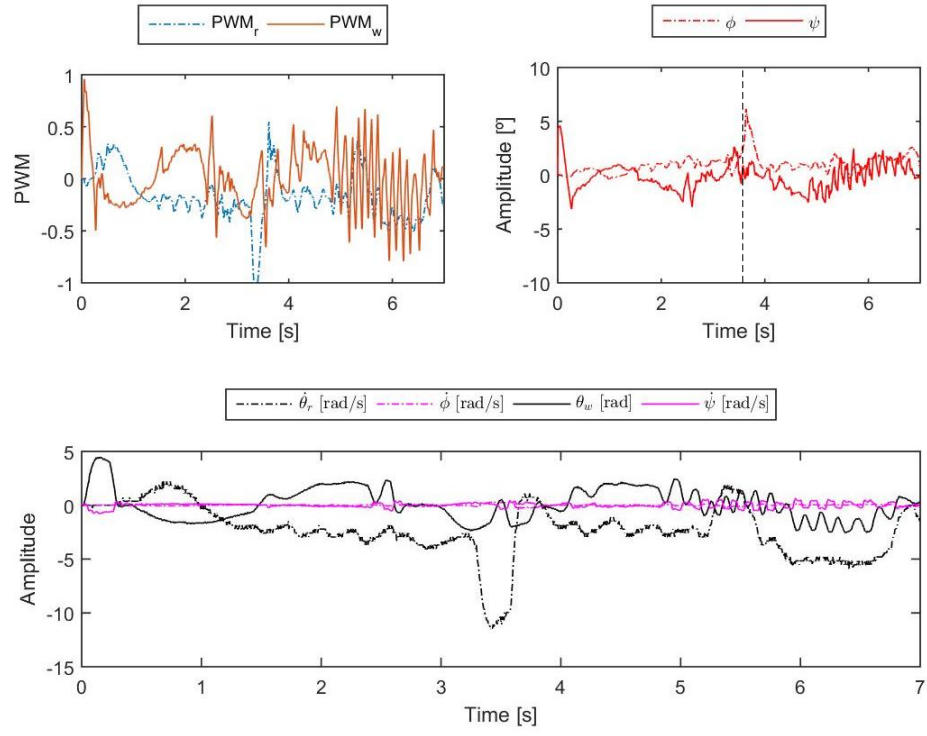 PWM_r PWM_w
ϕ ψ
1
0.5
0
-0.5
-1
PWM
0 2 4 6
Time [s]
10
5
0
-5
-10
Amplitude [º]
0 2 4 6
Time [s]
θ̇_r [rad/s] ϕ̇ [rad/s] θ_w [rad] ψ̇ [rad/s]
5
0
-5
-10
-15
Amplitude
0 1 2 3 4 5 6 7
Time [s]